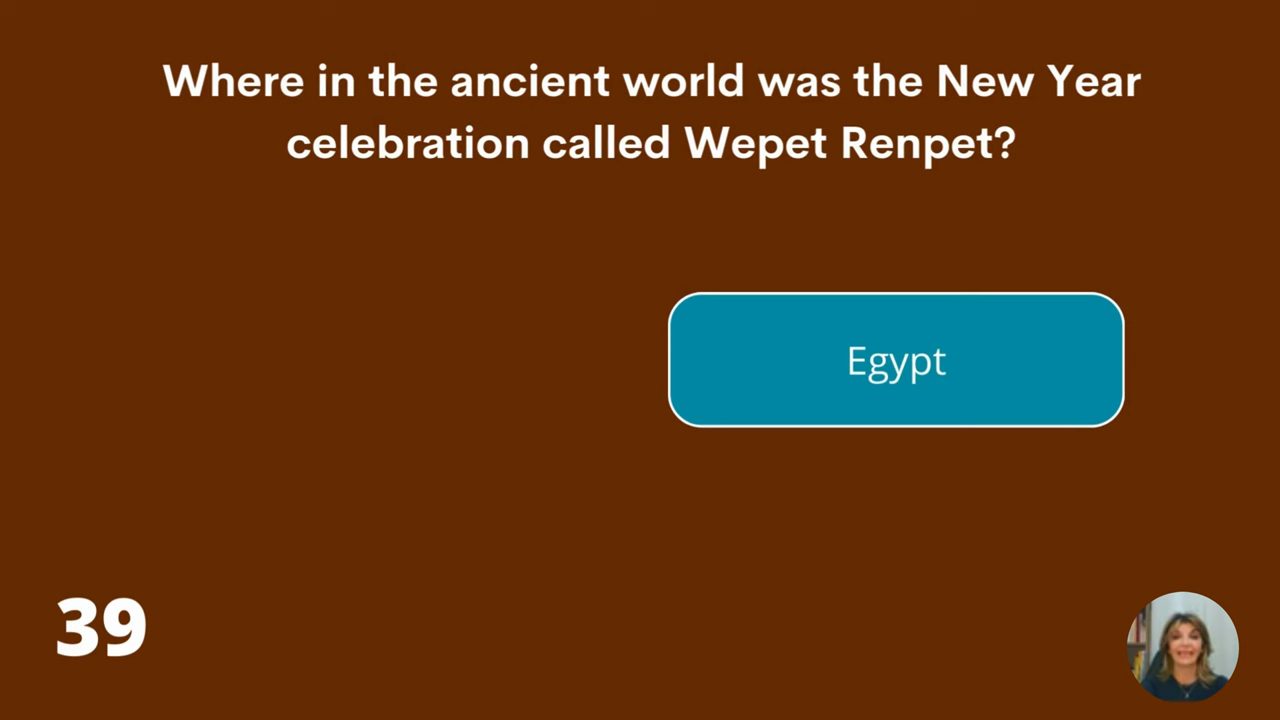 Where in the ancient world was the New Year
celebration called Wepet Renpet?
Egypt
39